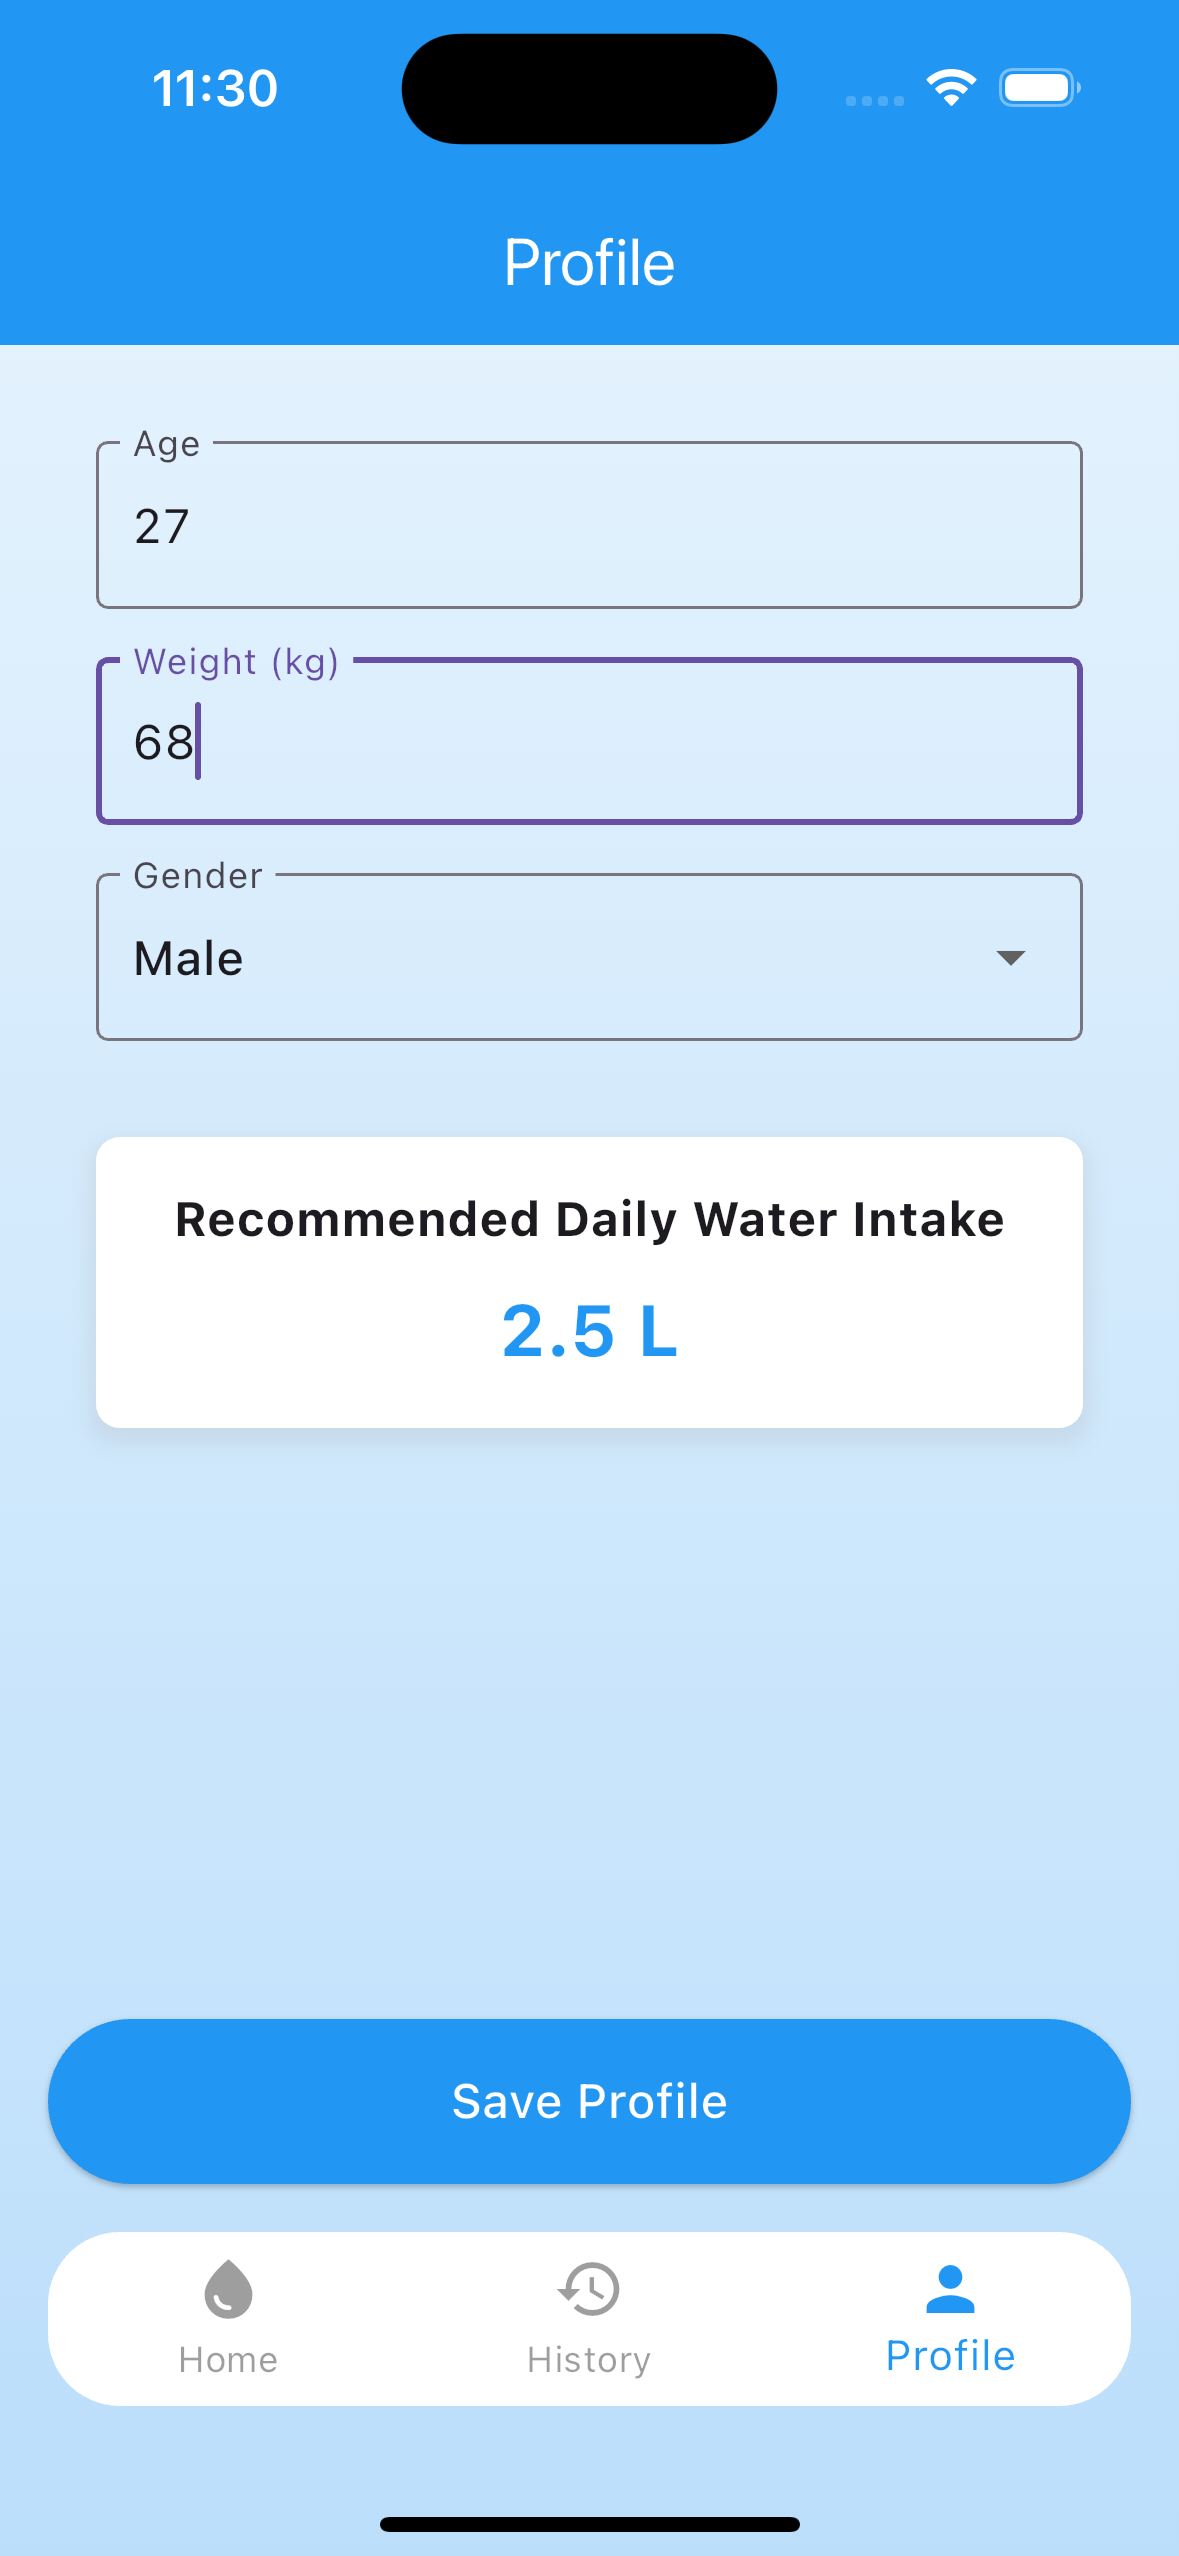 11:30
Profile
Age
27
Weight (kg)
68
Gender
Male
Recommended Daily Water Intake
2.5 L
Save Profile
Home
History
Profile